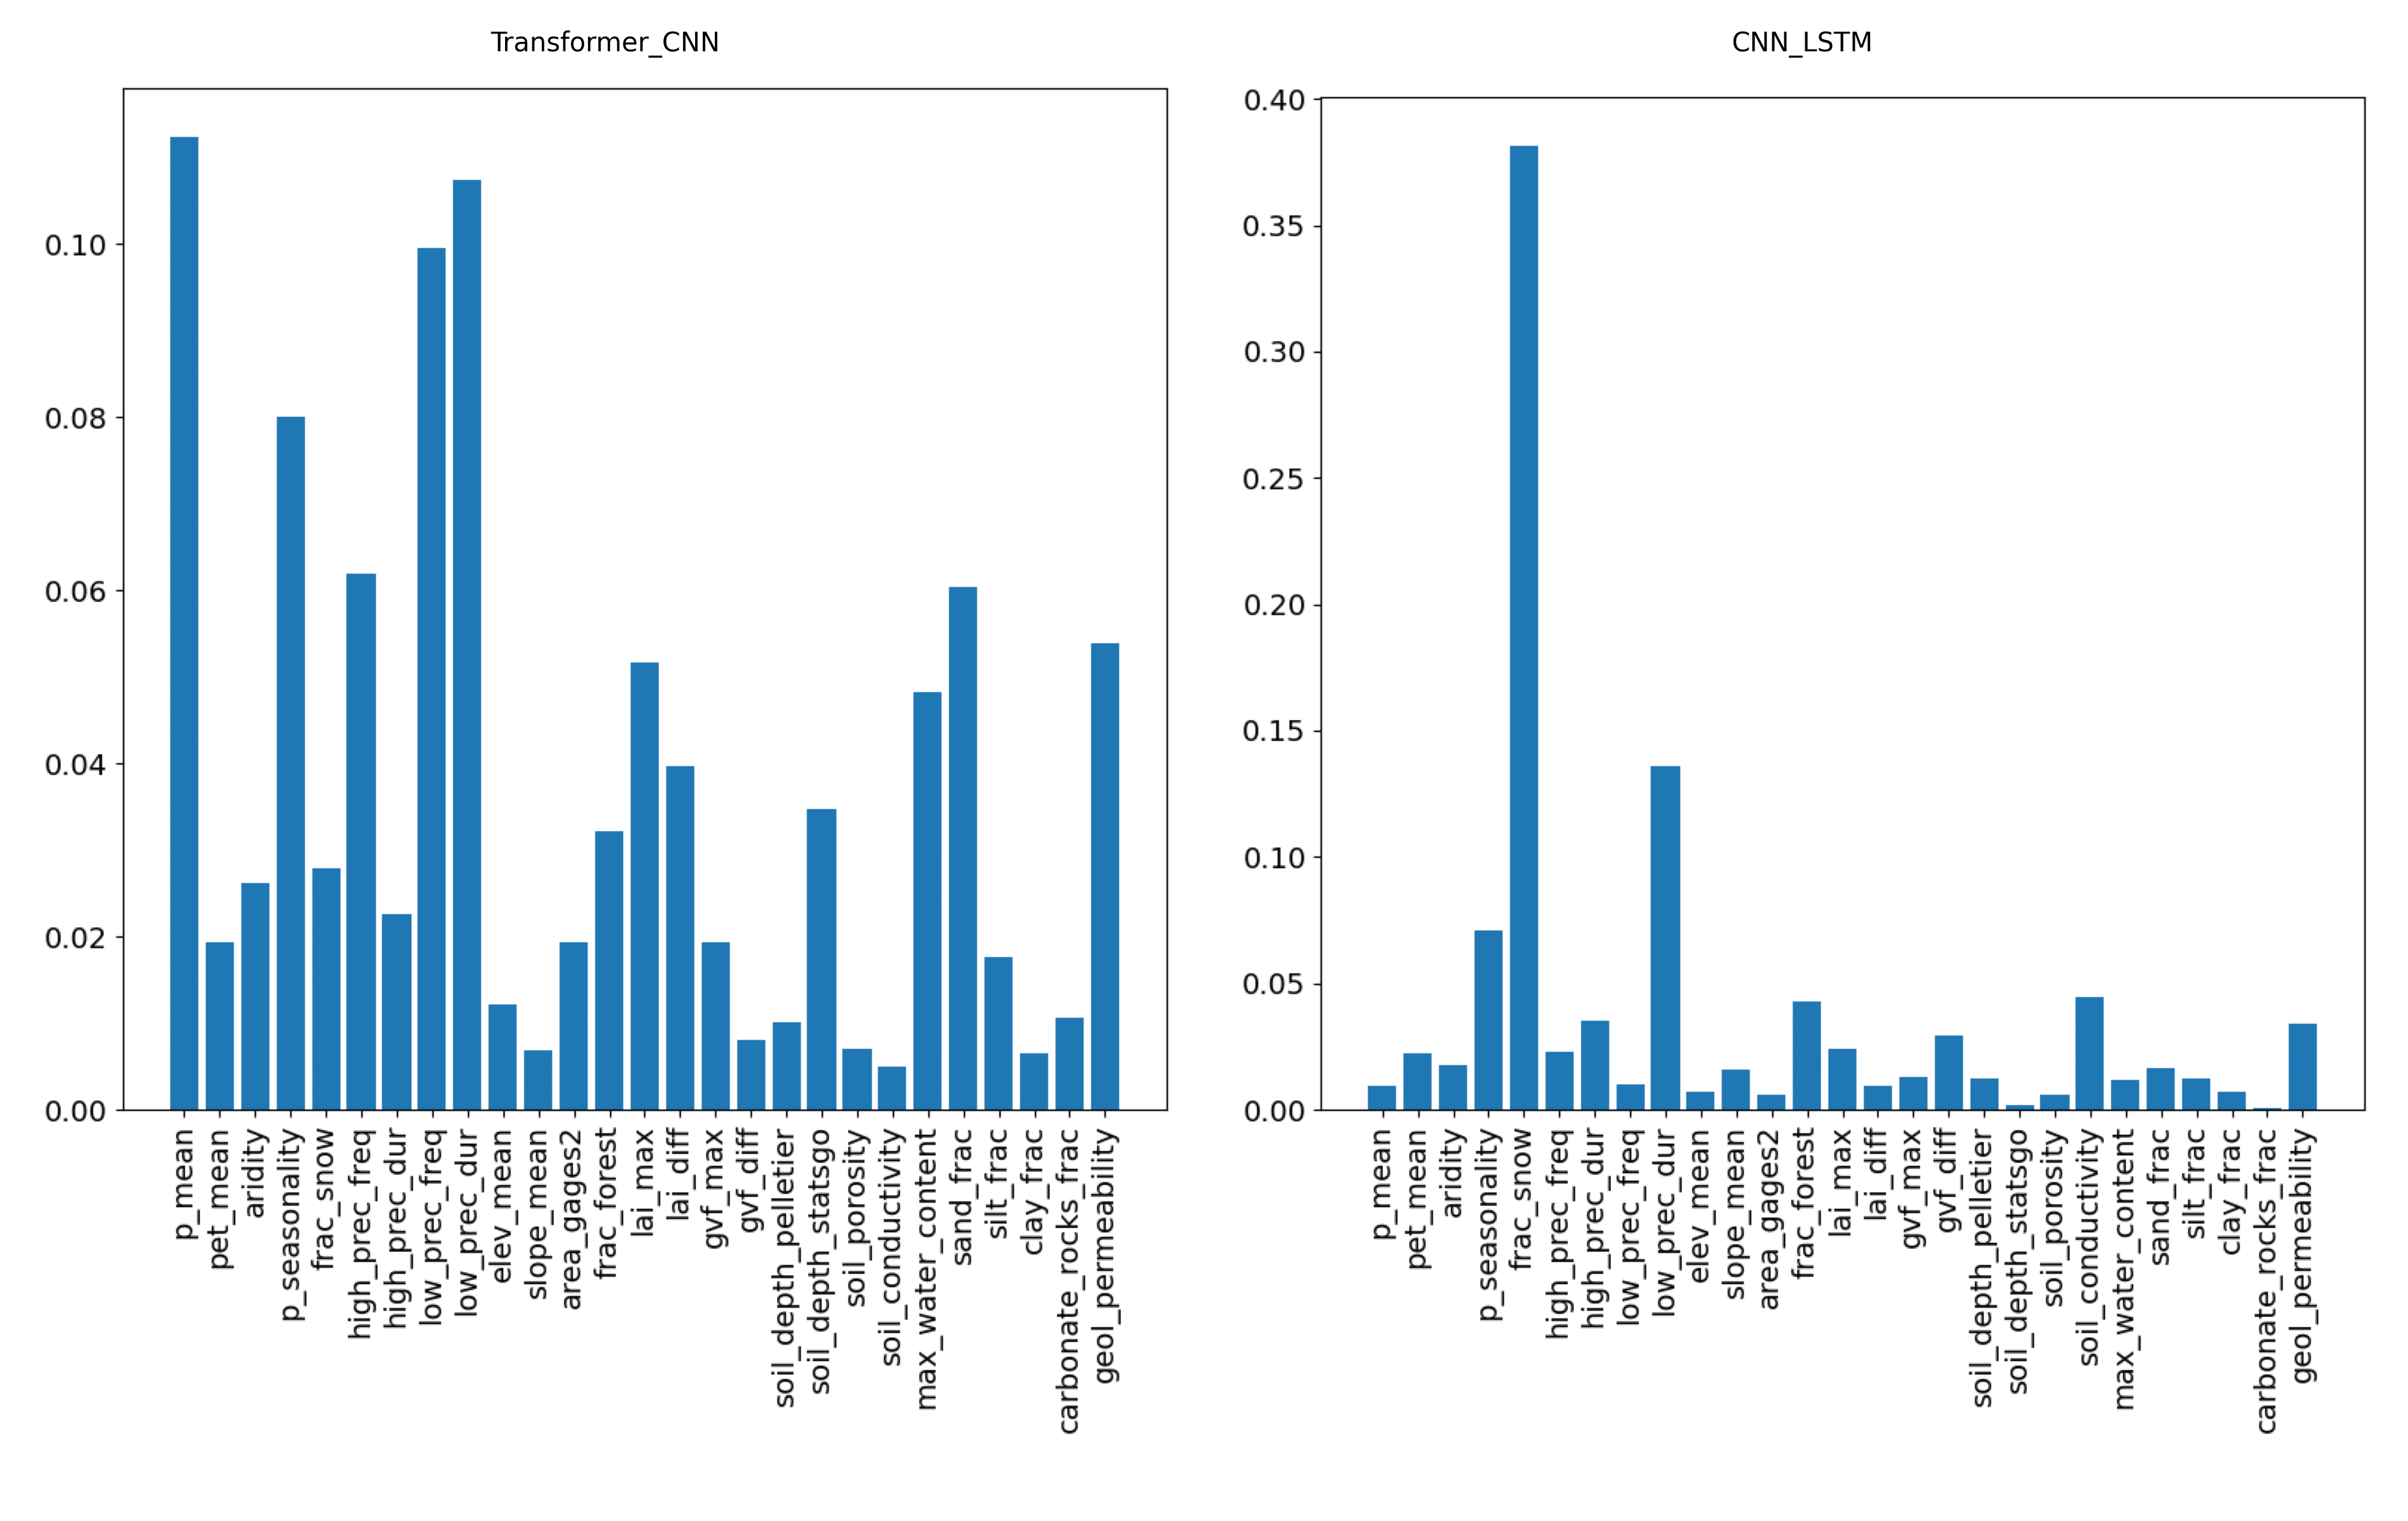 Transformer_CNN
0.10
0.08
0.06
0.04
0.02
0.00
p_mean
pet_mean
aridity
p_seasonality
frac_snow
high_prec_freq
high_prec_dur
low_prec_freq
low_prec_dur
elev_mean
slope_mean
area_gages2
frac_forest
lai_max
lai_diff
gvf_max
gvf_diff
soil_depth_pelletier
soil_depth_statsgo
soil_porosity
soil_conductivity
max_water_content
sand_frac
silt_frac
clay_frac
carbonate_rocks_frac
geol_permeability
CNN_LSTM
0.40
0.35
0.30
0.25
0.20
0.15
0.10
0.05
0.00
p_mean
pet_mean
aridity
p_seasonality
frac_snow
high_prec_freq
high_prec_dur
low_prec_freq
low_prec_dur
elev_mean
slope_mean
area_gages2
frac_forest
lai_max
lai_diff
gvf_max
gvf_diff
soil_depth_pelletier
soil_depth_statsgo
soil_porosity
soil_conductivity
max_water_content
sand_frac
silt_frac
clay_frac
carbonate_rocks_frac
geol_permeability